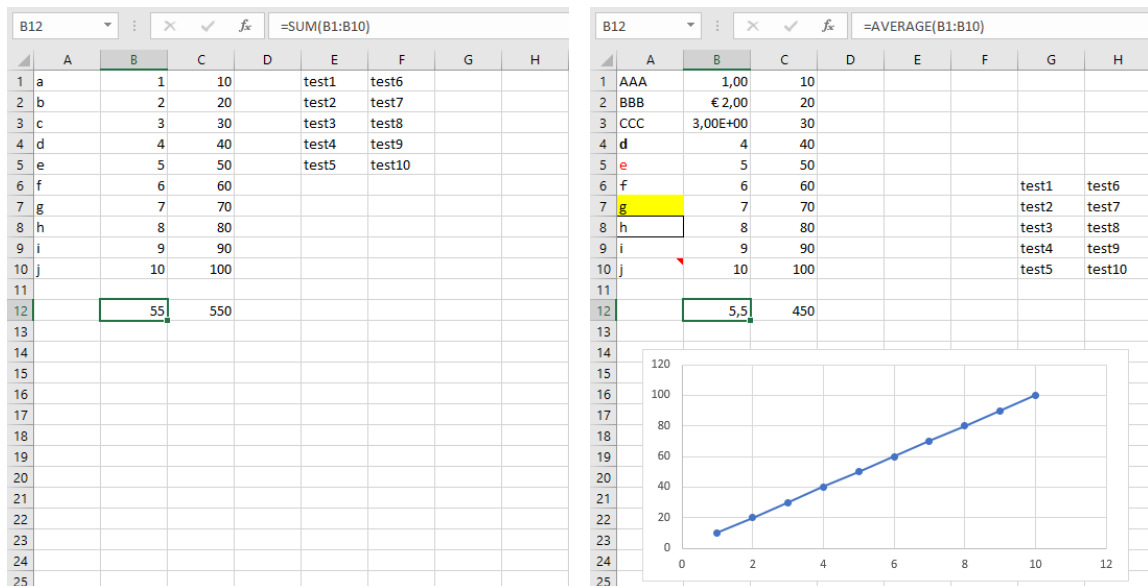 B12 fx =SUM(B1:B10)
A B C D E F G H
1 a 1 10 test1 test6
2 b 2 20 test2 test7
3 c 3 30 test3 test8
4 d 4 40 test4 test9
5 e 5 50 test5 test10
6 f 6 60
7 g 7 70
8 h 8 80
9 i 9 90
10 j 10 100
11
12 55 550
13
14
15
16
17
18
19
20
21
22
23
24
25
B12 fx =AVERAGE(B1:B10)
A B C D E F G H
1 AAA 1,00 10
2 BBB € 2,00 20
3 CCC 3,00E+00 30
4 d 4 40
5 e 5 50
6 f 6 60 test1 test6
7 g 7 70 test2 test7
8 h 8 80 test3 test8
9 i 9 90 test4 test9
10 j 10 100 test5 test10
11
12 5,5 450
13
14
15
16
17
18
19
20
21
22
23
24
25
120
100
80
60
40
20
0
0 2 4 6 8 10 12